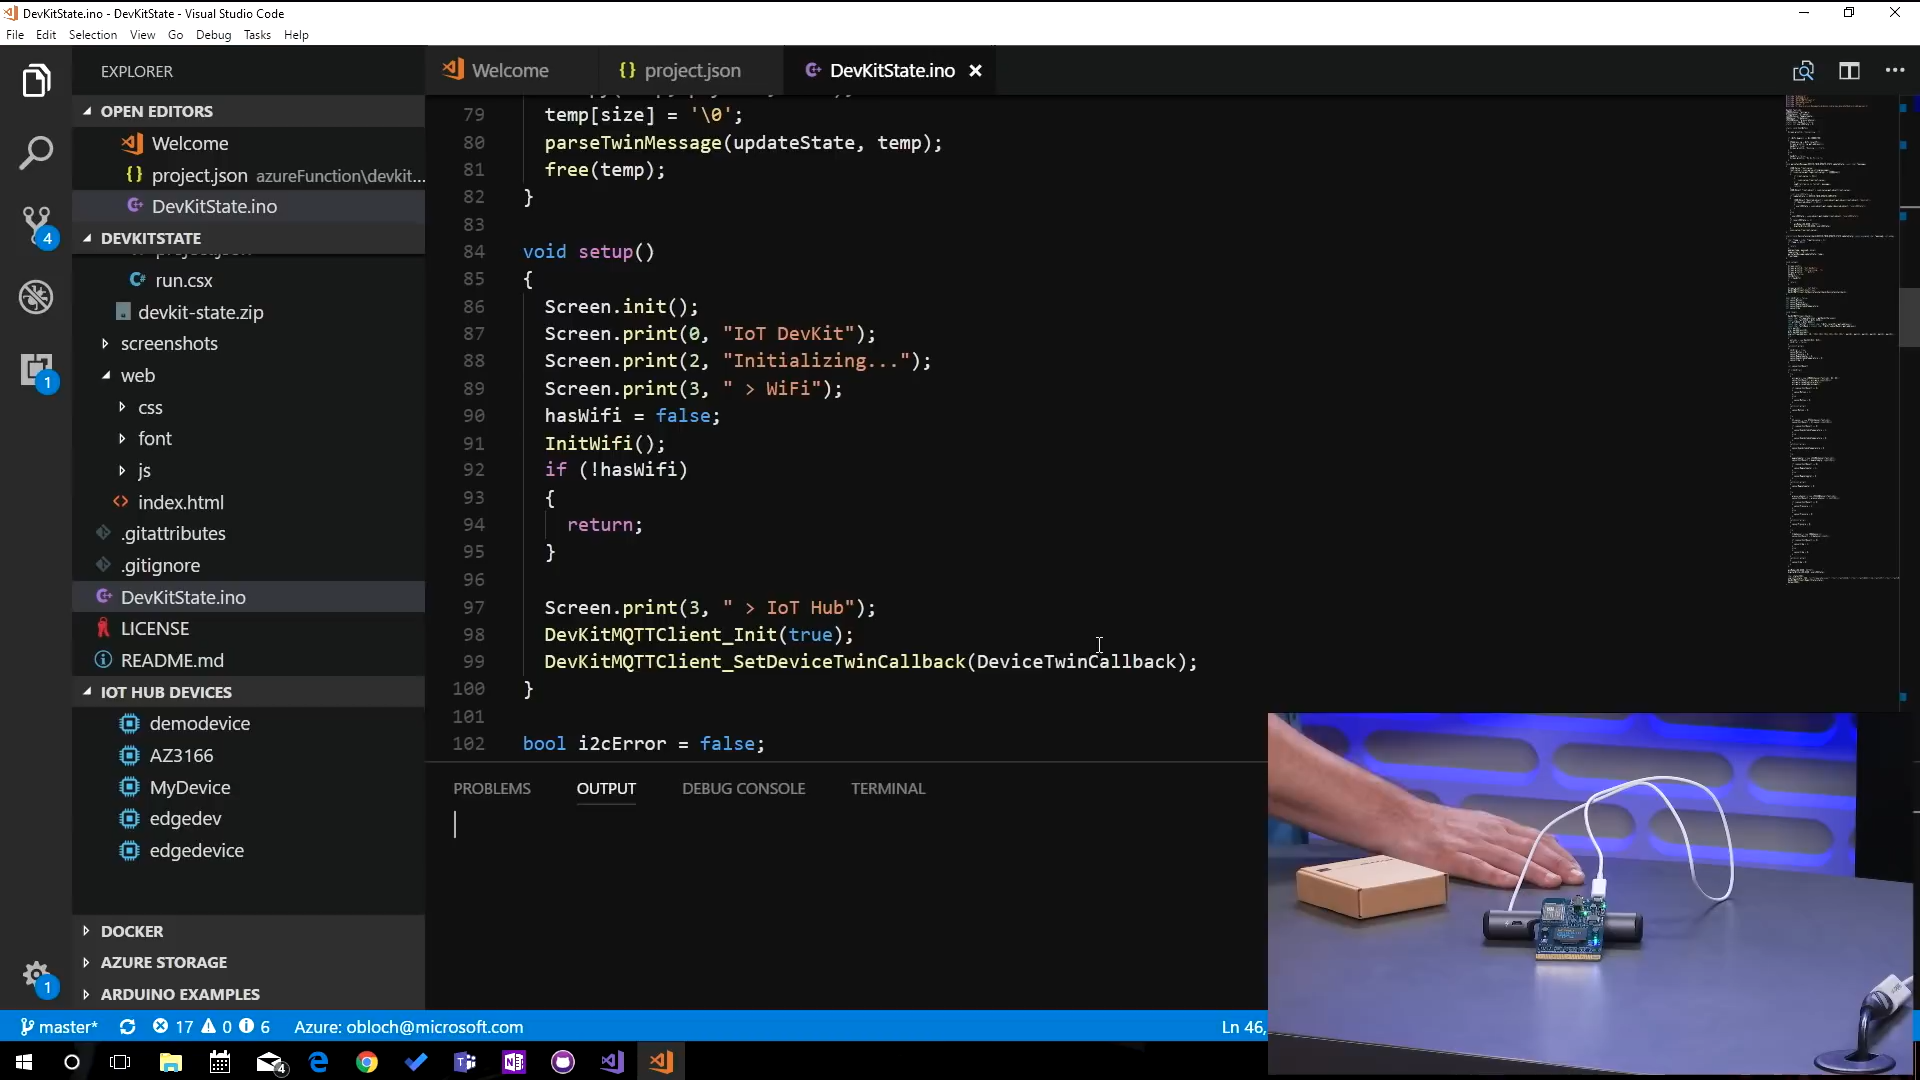 DevKitState.ino - DevKitState - Visual Studio Code
File Edit Selection View Go Debug Tasks Help
EXPLORER
OPEN EDITORS
Welcome
{} project.json azureFunction\devkit...
DevKitState.ino
DEVKITSTATE
project.json
C# run.csx
devkit-state.zip
screenshots
web
css
font
js
index.html
.gitattributes
.gitignore
DevKitState.ino
LICENSE
README.md
IOT HUB DEVICES
demodevice
AZ3166
MyDevice
edgedev
edgedevice
DOCKER
AZURE STORAGE
ARDUINO EXAMPLES
4
1
1
Welcome {} project.json DevKitState.ino
79 temp[size] = '\0';
80 parseTwinMessage(updateState, temp);
81 free(temp);
82 }
83
84 void setup()
85 {
86 Screen.init();
87 Screen.print(0, "IoT DevKit");
88 Screen.print(2, "Initializing...");
89 Screen.print(3, " > WiFi");
90 hasWifi = false;
91 InitWifi();
92 if (!hasWifi)
93 {
94 return;
95 }
96
97 Screen.print(3, " > IoT Hub");
98 DevKitMQTTClient_Init(true);
99 DevKitMQTTClient_SetDeviceTwinCallback(DeviceTwinCallback);
100 }
101
102 bool i2cError = false;
PROBLEMS OUTPUT DEBUG CONSOLE TERMINAL
master* 17 0 6 Azure: obloch@microsoft.com Ln 46,
4